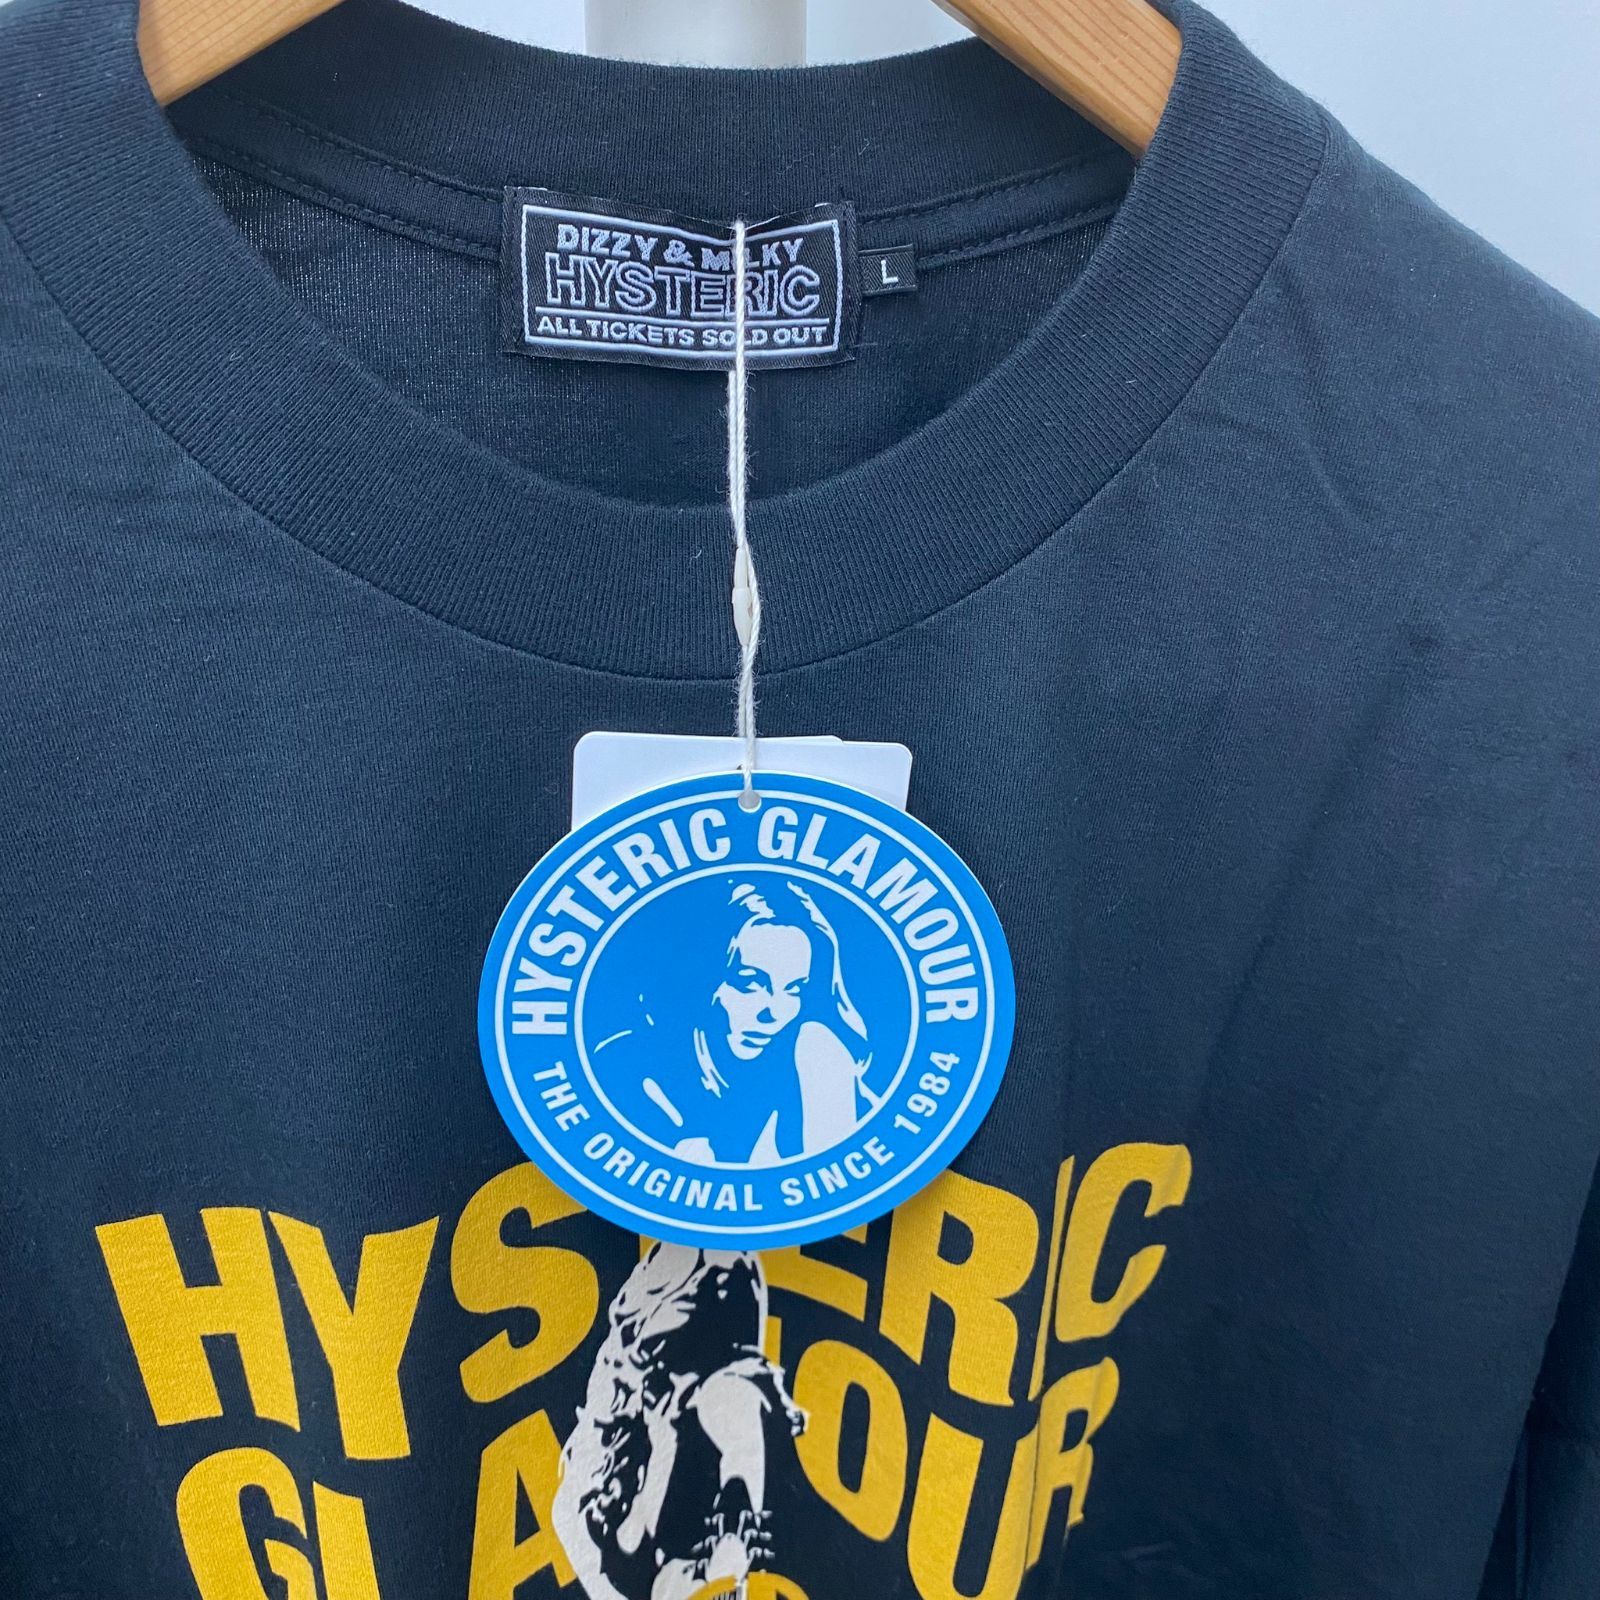 DIZZY & MILKY
HYSTERIC
ALL TICKETS SOLD OUT
L
HYSTERIC GLAMOUR
THE ORIGINAL SINCE 1984
HYSTERIC
GLAMOUR